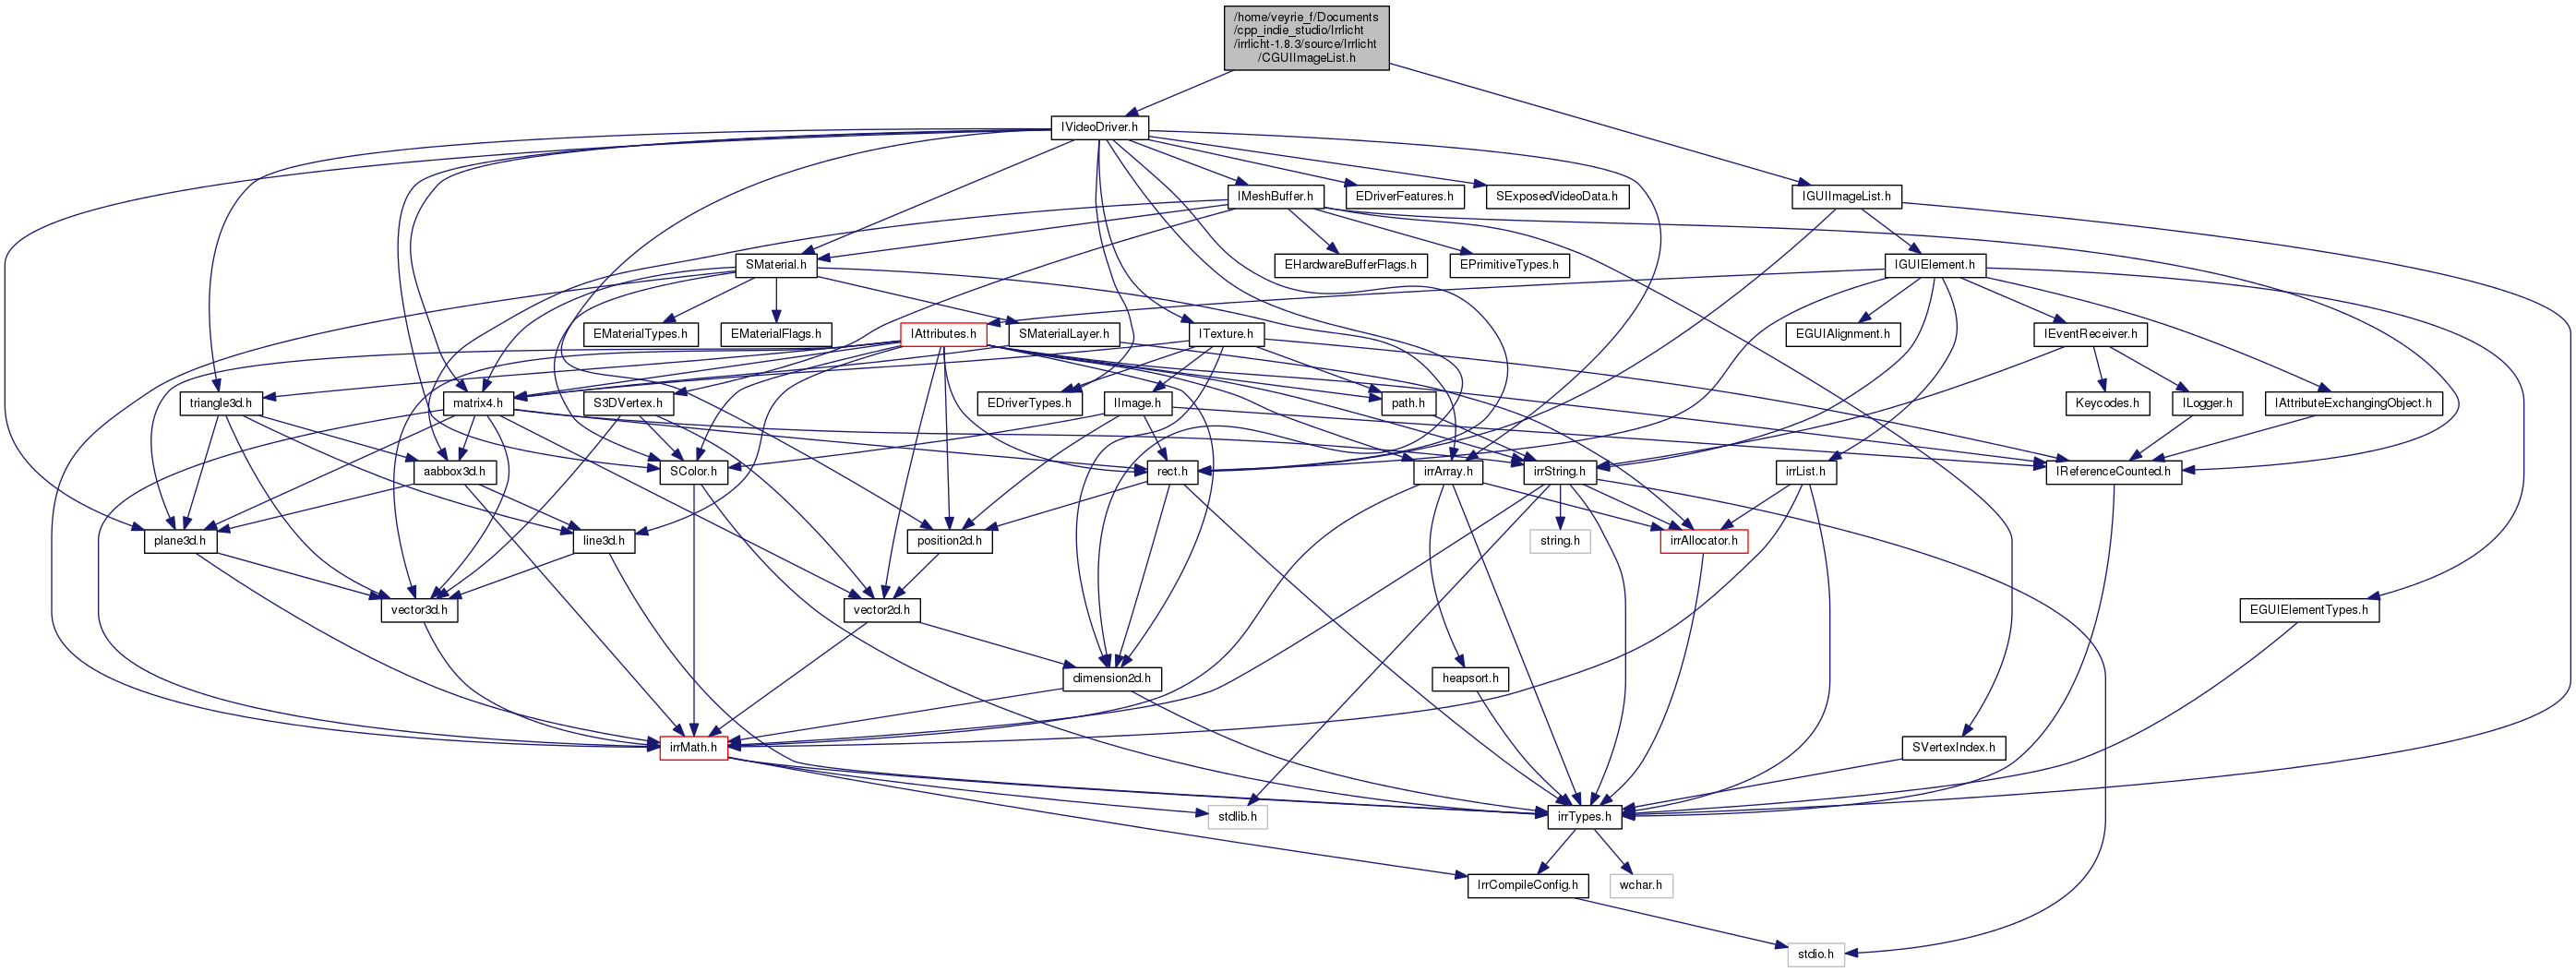 /home/veyrie_f/Documents
/cpp_indie_studio/Irrlicht
/irrlicht-1.8.3/source/Irrlicht
/CGUIImageList.h
IVideoDriver.h
IMeshBuffer.h
EDriverFeatures.h
SExposedVideoData.h
IGUIImageList.h
SMaterial.h
EHardwareBufferFlags.h
EPrimitiveTypes.h
IGUIElement.h
EMaterialTypes.h
EMaterialFlags.h
IAttributes.h
SMaterialLayer.h
ITexture.h
EGUIAlignment.h
IEventReceiver.h
triangle3d.h
matrix4.h
S3DVertex.h
EDriverTypes.h
IImage.h
path.h
Keycodes.h
ILogger.h
IAttributeExchangingObject.h
aabbox3d.h
SColor.h
rect.h
irrArray.h
irrString.h
irrList.h
IReferenceCounted.h
plane3d.h
line3d.h
position2d.h
string.h
irrAllocator.h
vector3d.h
vector2d.h
EGUIElementTypes.h
dimension2d.h
heapsort.h
irrMath.h
SVertexIndex.h
stdlib.h
irrTypes.h
IrrCompileConfig.h
wchar.h
stdio.h